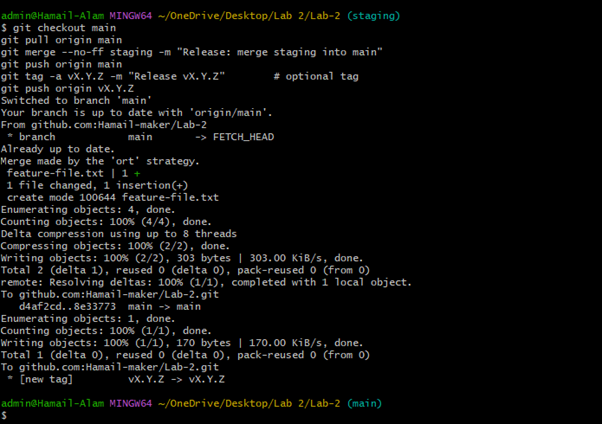 admin@Hamail-Alam MINGW64 ~/OneDrive/Desktop/Lab 2/Lab-2 (staging)
$ git checkout main
git pull origin main
git merge --no-ff staging -m "Release: merge staging into main"
git push origin main
git tag -a vX.Y.Z -m "Release vX.Y.Z"        # optional tag
git push origin vX.Y.Z
Switched to branch 'main'
Your branch is up to date with 'origin/main'.
From github.com:Hamail-maker/Lab-2
 * branch            main       -> FETCH_HEAD
Already up to date.
Merge made by the 'ort' strategy.
 feature-file.txt | 1 +
 1 file changed, 1 insertion(+)
 create mode 100644 feature-file.txt
Enumerating objects: 4, done.
Counting objects: 100% (4/4), done.
Delta compression using up to 8 threads
Compressing objects: 100% (2/2), done.
Writing objects: 100% (2/2), 303 bytes | 303.00 KiB/s, done.
Total 2 (delta 1), reused 0 (delta 0), pack-reused 0 (from 0)
remote: Resolving deltas: 100% (1/1), completed with 1 local object.
To github.com:Hamail-maker/Lab-2.git
   d4af2cd..8e33773  main -> main
Enumerating objects: 1, done.
Counting objects: 100% (1/1), done.
Writing objects: 100% (1/1), 170 bytes | 170.00 KiB/s, done.
Total 1 (delta 0), reused 0 (delta 0), pack-reused 0 (from 0)
To github.com:Hamail-maker/Lab-2.git
 * [new tag]         vX.Y.Z -> vX.Y.Z
admin@Hamail-Alam MINGW64 ~/OneDrive/Desktop/Lab 2/Lab-2 (main)
$